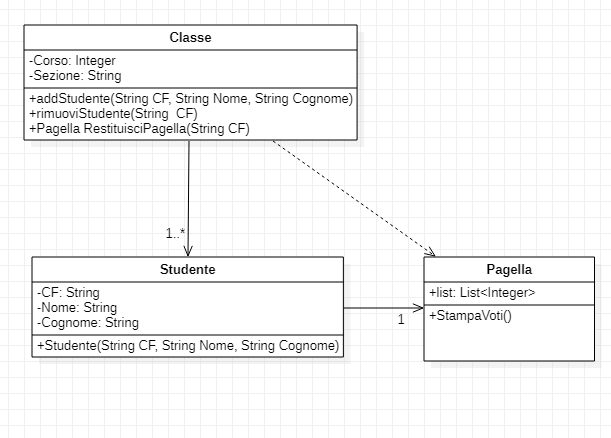 Classe
-Corso: Integer
-Sezione: String
+addStudente(String CF, String Nome, String Cognome)
+rimuoviStudente(String  CF)
+Pagella RestituisciPagella(String CF)
1..*
Studente
-CF: String
-Nome: String
-Cognome: String
+Studente(String CF, String Nome, String Cognome)
1
Pagella
+list: List<Integer>
+StampaVoti()